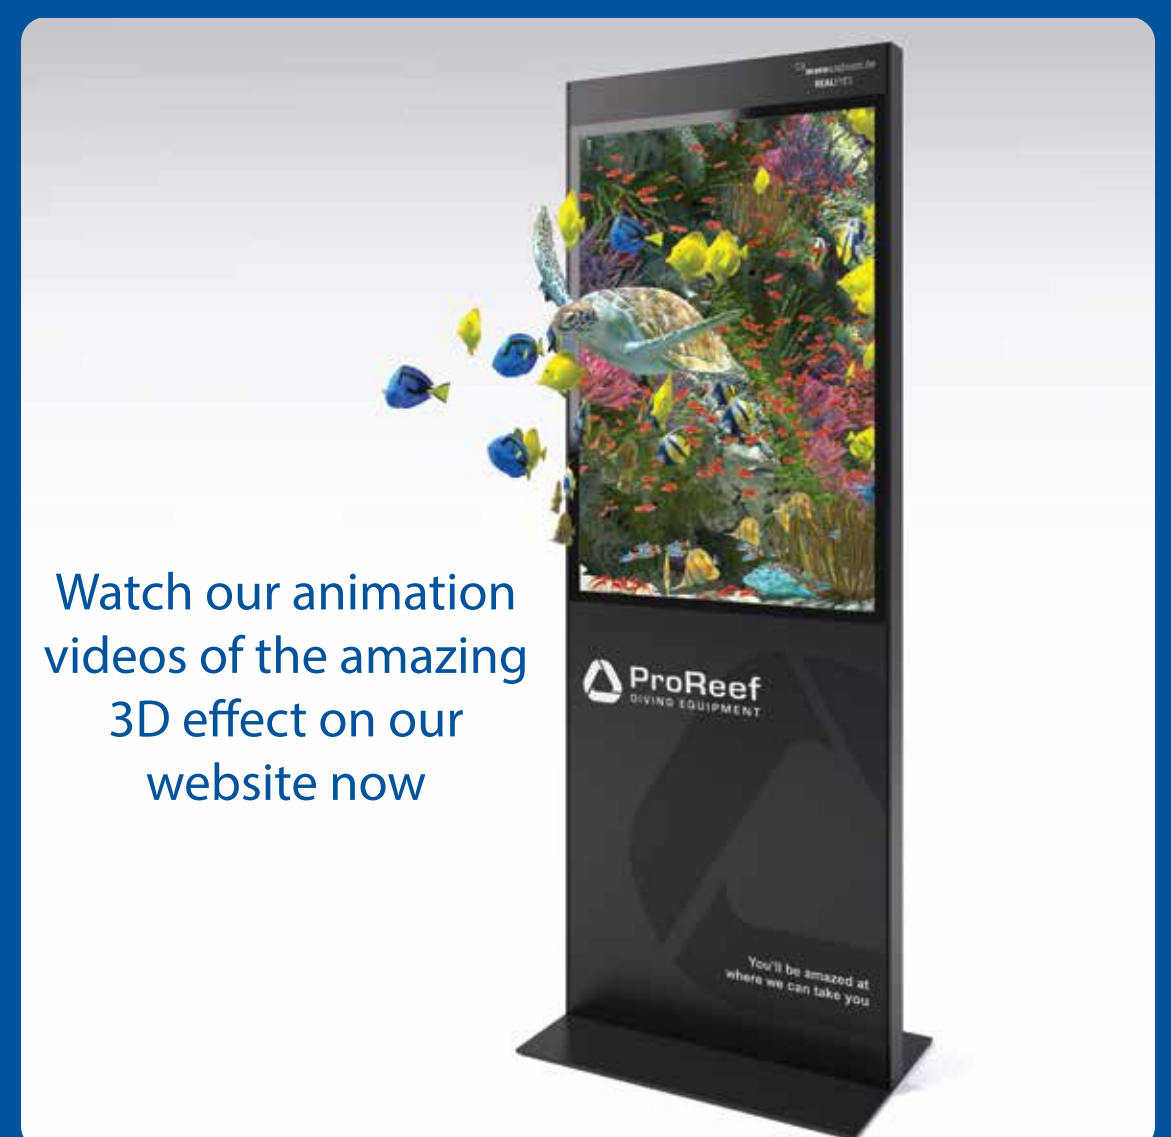 REALEYES
ProReef
DIVING EQUIPMENT
Watch our animation
videos of the amazing
3D effect on our
website now
You'll be amazed at
where we can take you